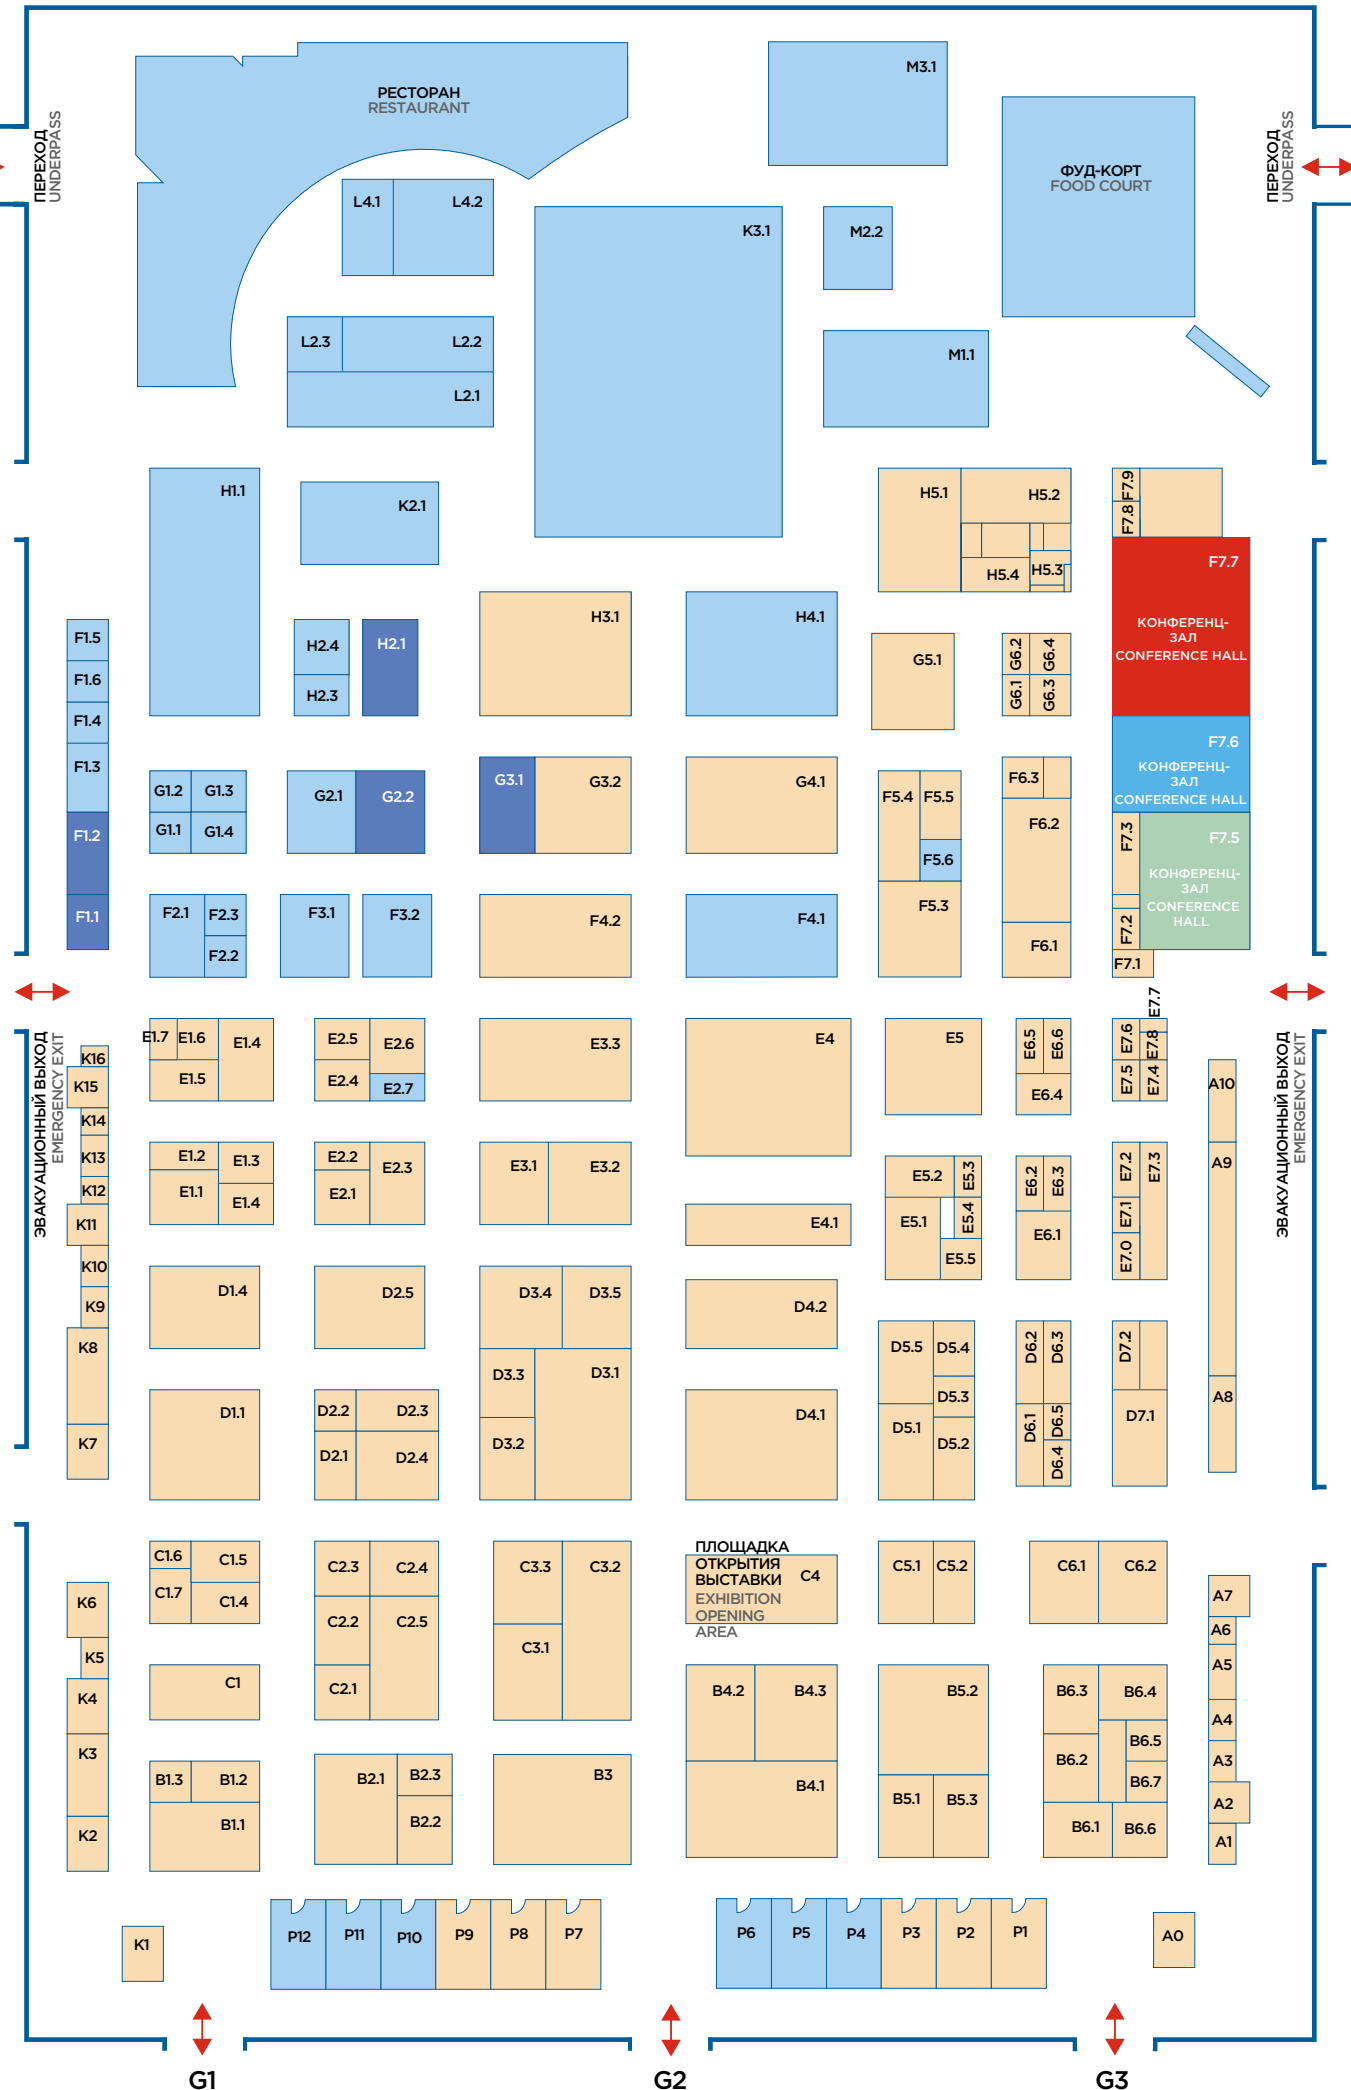 РЕСТОРАН
RESTAURANT
M3.1
ПЕРЕХОД
UNDERPASS
ФУД-КОРТ
FOOD COURT
ПЕРЕХОД
UNDERPASS
L4.1
L4.2
K3.1
M2.2
L2.3
L2.2
M1.1
L2.1
H1.1
K2.1
H5.1
H5.2
F7.9
F7.8
H5.4
H5.3
F7.7
КОНФЕРЕНЦ-
ЗАЛ
CONFERENCE HALL
F1.5
F1.6
F1.4
F1.3
F1.2
F1.1
H2.4
H2.1
H2.3
H3.1
H4.1
G5.1
G6.2
G6.4
G6.1
G6.3
F7.6
КОНФЕРЕНЦ-
ЗАЛ
CONFERENCE HALL
G1.2
G1.3
G1.1
G1.4
G2.1
G2.2
G3.1
G3.2
G4.1
F5.4
F5.5
F5.6
F5.3
F6.3
F6.2
F6.1
F7.3
F7.5
КОНФЕРЕНЦ-
ЗАЛ
CONFERENCE
HALL
F7.2
F7.1
F2.1
F2.3
F2.2
F3.1
F3.2
F4.2
F4.1
ЭВАКУАЦИОННЫЙ ВЫХОД
EMERGENCY EXIT
K16
K15
K14
K13
K12
K11
K10
K9
K8
K7
E1.7
E1.6
E1.4
E1.5
E2.5
E2.6
E2.4
E2.7
E3.3
E4
E5
E6.5
E6.6
E6.4
E7.7
E7.6
E7.8
E7.5
E7.4
A10
A9
A8
ЭВАКУАЦИОННЫЙ ВЫХОД
EMERGENCY EXIT
E1.2
E1.3
E1.1
E1.4
E2.2
E2.3
E2.1
E3.1
E3.2
E4.1
E5.2
E5.3
E5.1
E5.4
E5.5
E6.2
E6.3
E6.1
E7.2
E7.3
E7.1
E7.0
D1.4
D2.5
D3.4
D3.5
D4.2
D3.3
D3.1
D3.2
D5.5
D5.4
D5.3
D5.1
D5.2
D6.2
D6.3
D6.1
D6.5
D6.4
D7.2
D7.1
D1.1
D2.2
D2.3
D2.1
D2.4
D4.1
K6
K5
K4
K3
K2
C1.6
C1.5
C1.7
C1.4
C1
C2.3
C2.4
C2.2
C2.5
C2.1
C3.3
C3.2
C3.1
ПЛОЩАДКА
ОТКРЫТИЯ
ВЫСТАВКИ
C4
EXHIBITION
OPENING
AREA
C5.1
C5.2
C6.1
C6.2
A7
A6
A5
A4
A3
A2
A1
B1.3
B1.2
B1.1
B2.1
B2.3
B2.2
B3
B4.2
B4.3
B4.1
B5.2
B5.1
B5.3
B6.3
B6.4
B6.5
B6.2
B6.7
B6.1
B6.6
K1
P12
P11
P10
P9
P8
P7
P6
P5
P4
P3
P2
P1
A0
G1
G2
G3